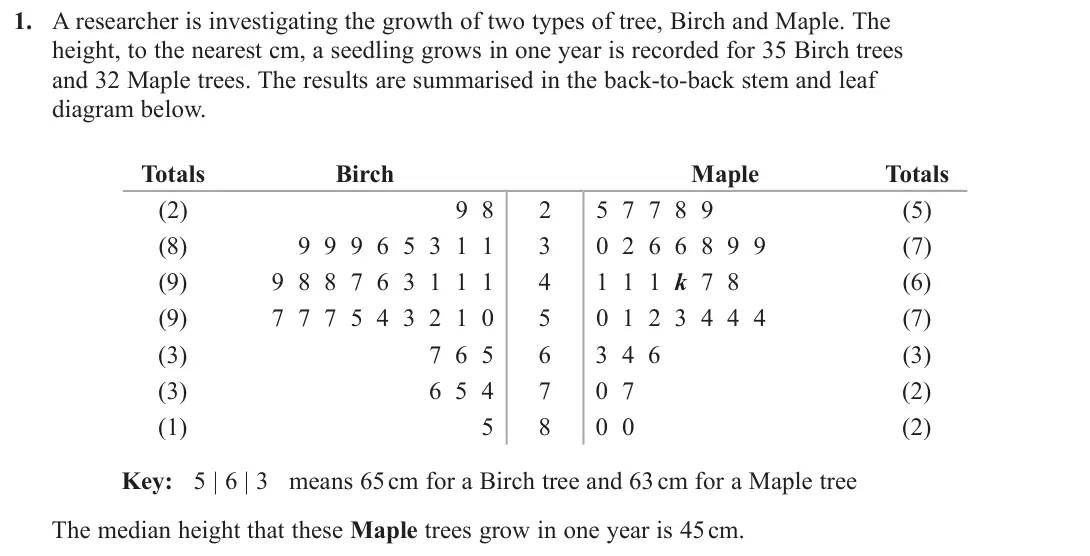 1. A researcher is investigating the growth of two types of tree, Birch and Maple. The
height, to the nearest cm, a seedling grows in one year is recorded for 35 Birch trees
and 32 Maple trees. The results are summarised in the back-to-back stem and leaf
diagram below.
Totals Birch Maple Totals
(2) 9 8 2 5 7 7 8 9 (5)
(8) 9 9 9 6 5 3 1 1 3 0 2 6 6 8 9 9 (7)
(9) 9 8 8 7 6 3 1 1 1 4 1 1 1 k 7 8 (6)
(9) 7 7 7 5 4 3 2 1 0 5 0 1 2 3 4 4 4 (7)
(3) 7 6 5 6 3 4 6 (3)
(3) 6 5 4 7 0 7 (2)
(1) 5 8 0 0 (2)
Key: 5 | 6 | 3 means 65 cm for a Birch tree and 63 cm for a Maple tree
The median height that these Maple trees grow in one year is 45 cm.